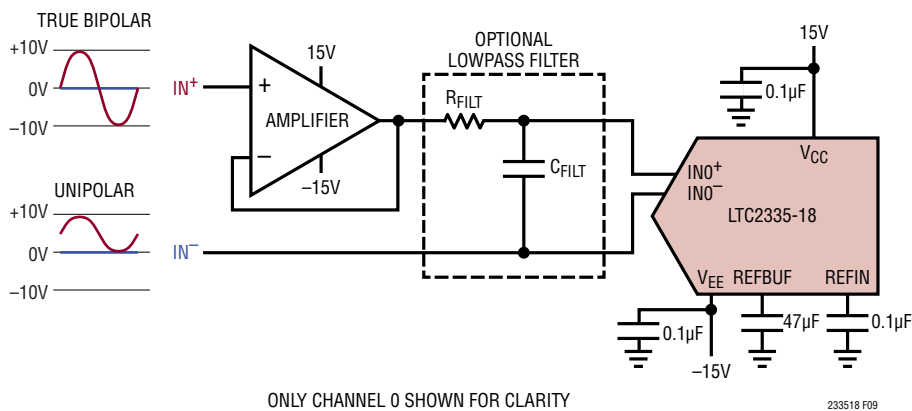 TRUE BIPOLAR
+10V
0V
–10V
UNIPOLAR
+10V
0V
–10V
IN+
IN–
15V
+
AMPLIFIER
–
–15V
OPTIONAL
LOWPASS FILTER
RFILT
CFILT
15V
0.1µF
VCC
IN0+
IN0–
LTC2335-18
VEE REFBUF REFIN
0.1µF
–15V
47µF
0.1µF
ONLY CHANNEL 0 SHOWN FOR CLARITY
233518 F09